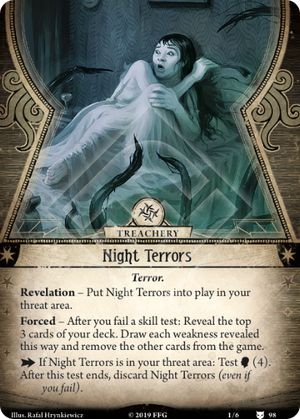 TREACHERY
Night Terrors
Terror.
Revelation – Put Night Terrors into play in your
threat area.
Forced – After you fail a skill test: Reveal the top
3 cards of your deck. Draw each weakness revealed
this way and remove the other cards from the game.
If Night Terrors is in your threat area: Test (4).
After this test ends, discard Night Terrors (even if
you fail).
Illus. Rafał Hrynkiewicz
© 2019 FFG
1/6
98